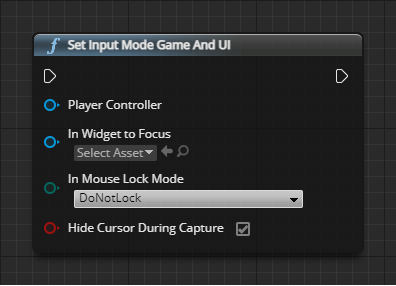 f Set Input Mode Game And UI
Player Controller
In Widget to Focus
Select Asset
In Mouse Lock Mode
DoNotLock
Hide Cursor During Capture